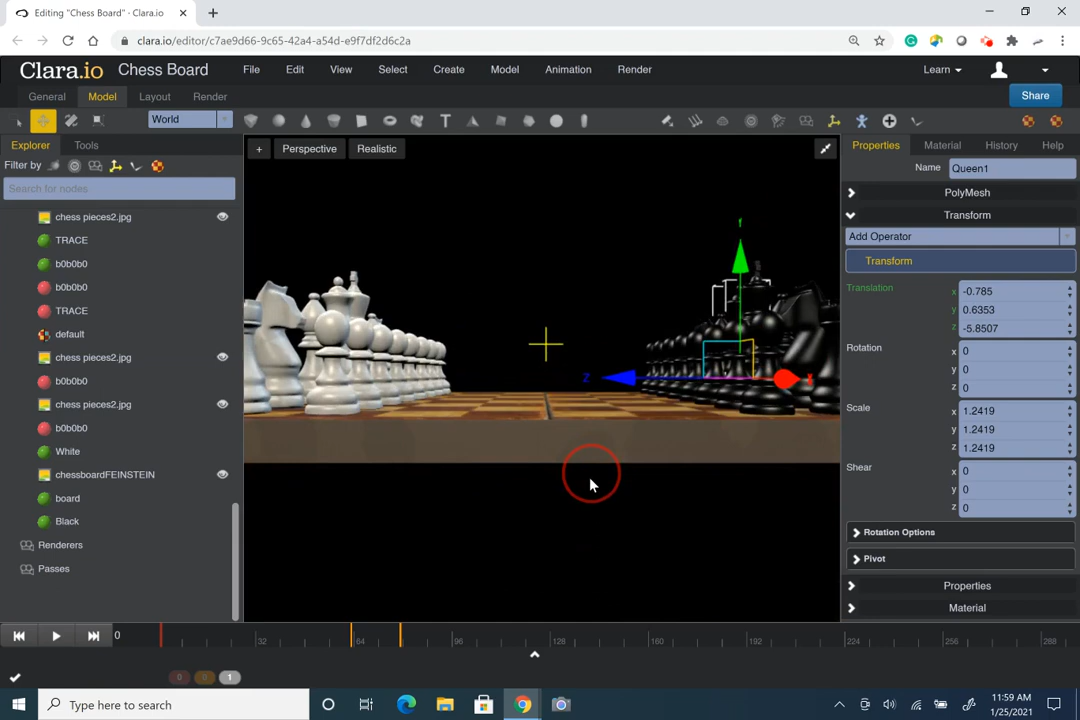 Editing "Chess Board" · Clara.io
clara.io/editor/c7ae9d66-9c65-42a4-a54d-e9f7df2d6c2a
Clara.io Chess Board File Edit View Select Create Model Animation Render Learn
General Model Layout Render Share
World
Explorer Tools
+ Perspective Realistic
Properties Material History Help
Filter by
Name Queen1
Search for nodes
PolyMesh
chess pieces2.jpg
Transform
TRACE
Add Operator
b0b0b0
Transform
b0b0b0
Translation x -0.785
TRACE
y 0.6353
default
z -5.8507
chess pieces2.jpg
Rotation x 0
b0b0b0
y 0
z 0
chess pieces2.jpg
Scale x 1.2419
b0b0b0
y 1.2419
White
z 1.2419
chessboardFEINSTEIN
Shear x 0
board
y 0
Black
z 0
Renderers
Rotation Options
Passes
Pivot
Properties
Material
Y
Z
X
0 32 64 96 128 160 192 224 256 288
0 0 1
Type here to search
11:59 AM
1/25/2021